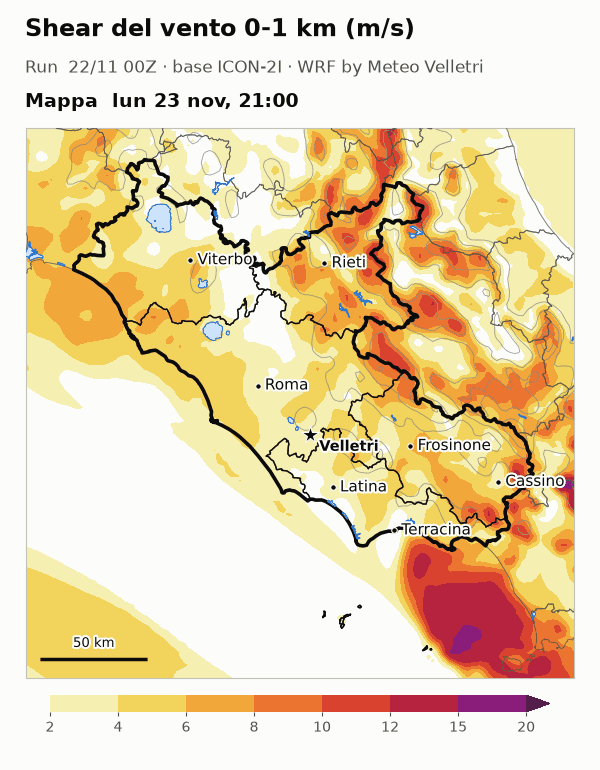 Shear del vento 0-1 km (m/s)
Run  22/11 00Z · base ICON-2I · WRF by Meteo Velletri
Mappa  lun 23 nov, 21:00
Viterbo
Rieti
Roma
Velletri
Frosinone
Latina
Cassino
Terracina
50 km
2 4 6 8 10 12 15 20